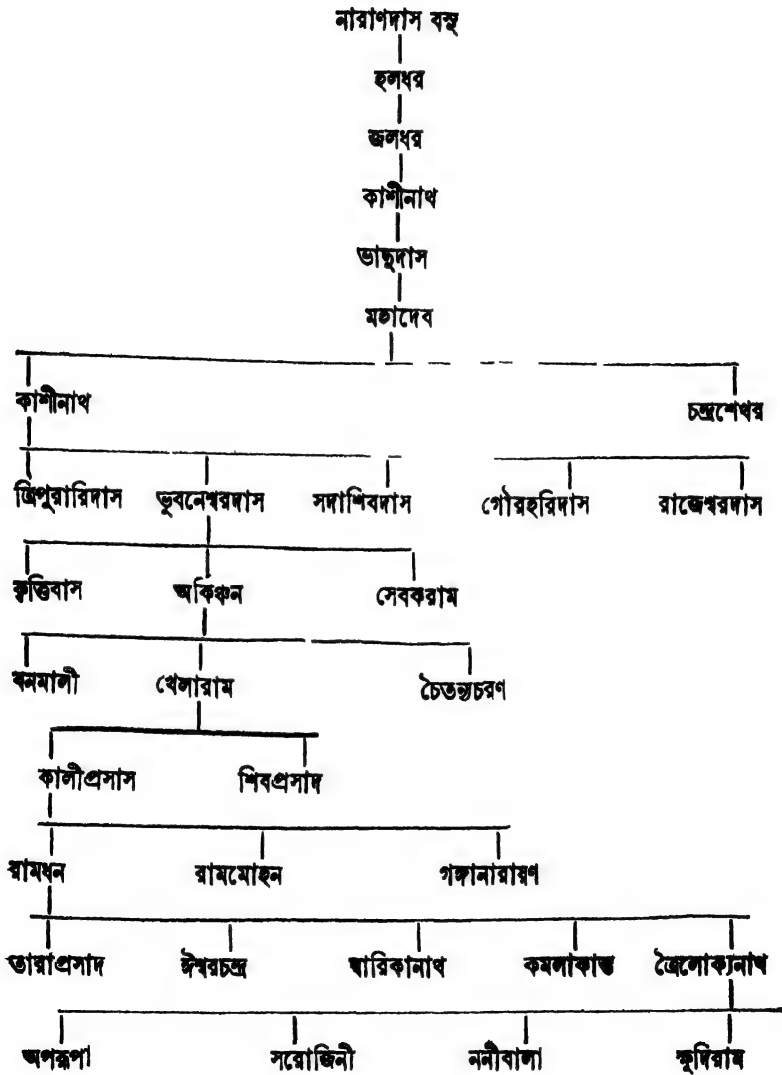 নারাণদাস বসু
হলধর
জলধর
কাশীনাথ
ভানুদাস
মহাদেব
কাশীনাথ চন্দ্রশেখর
ত্রিপুরারিদাস ভুবনেশ্বরদাস সদাশিবদাস গৌরহরিদাস রাজেশ্বরদাস
কৃত্তিবাস অকিঞ্চন সেবকরাম
বনমালী খেলারাম চৈতন্যচরণ
কালীপ্রসাস শিবপ্রসাদ
রামধন রামমোহন গঙ্গানারায়ণ
তারাপ্রসাদ ঈশ্বরচন্দ্র দ্বারিকানাথ কমলাকান্ত ত্রৈলোক্যনাথ
অপরূপা সরোজিনী ননীবালা ক্ষুদিরাম